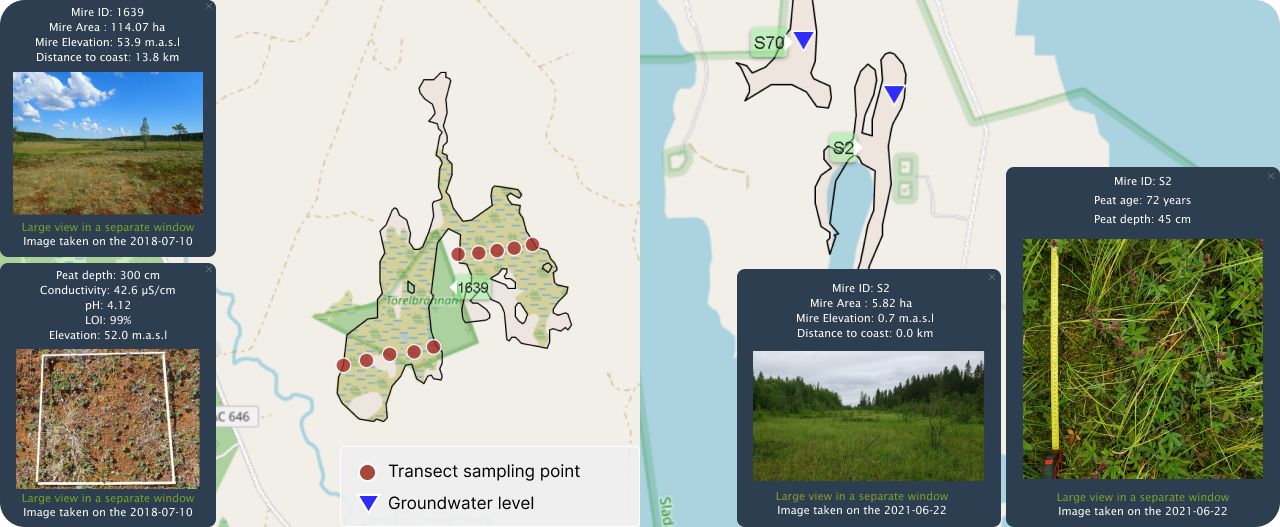 Mire ID: 1639
Mire Area : 114.07 ha
Mire Elevation: 53.9 m.a.s.l
Distance to coast: 13.8 km
Large view in a separate window
Image taken on the 2018-07-10
Peat depth: 300 cm
Conductivity: 42.6 µS/cm
pH: 4.12
LOI: 99%
Elevation: 52.0 m.a.s.l
Large view in a separate window
Image taken on the 2018-07-10
AC 646
1639
Torelbrännan
Transect sampling point
Groundwater level
S70
S2
Slad
Mire ID: S2
Mire Area : 5.82 ha
Mire Elevation: 0.7 m.a.s.l
Distance to coast: 0.0 km
Large view in a separate window
Image taken on the 2021-06-22
Mire ID: S2
Peat age: 72 years
Peat depth: 45 cm
Large view in a separate window
Image taken on the 2021-06-22